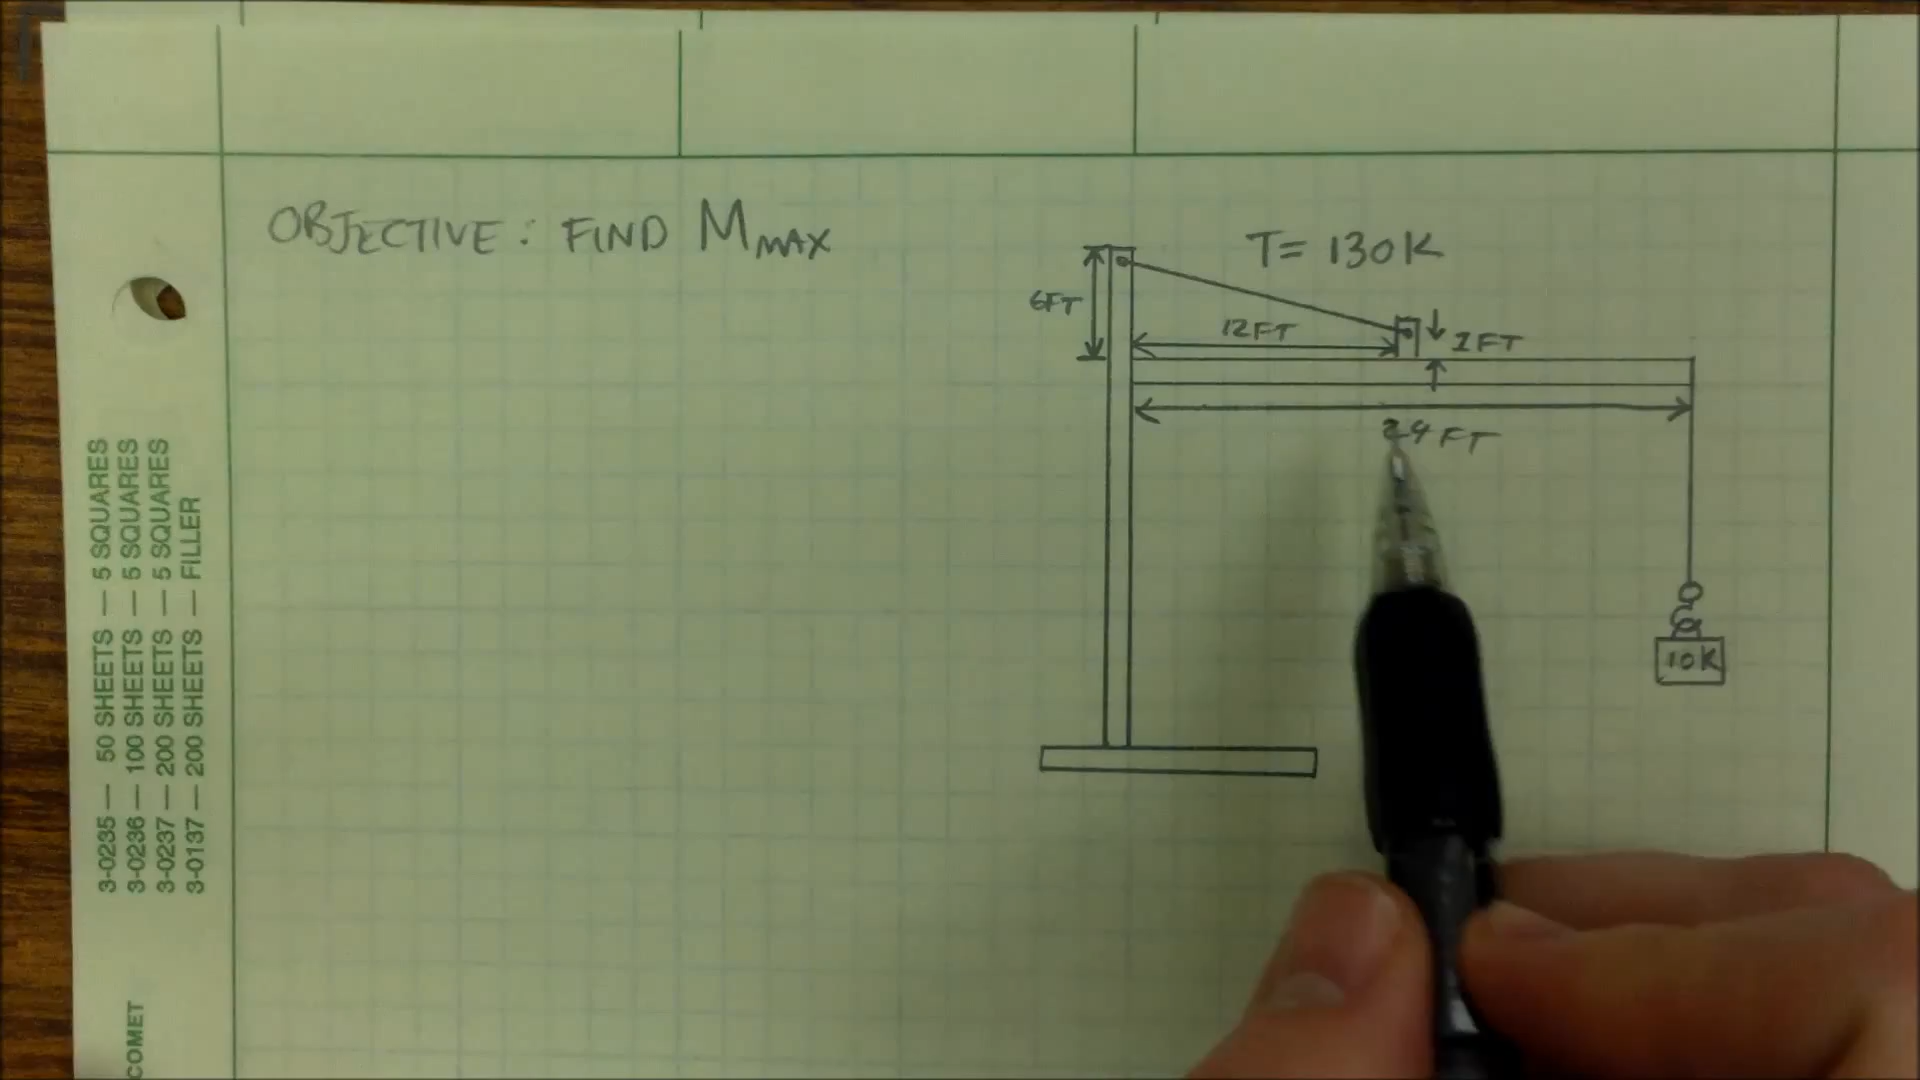 OBJECTIVE: FIND MMAX
T= 130K
6FT
12FT
1FT
24FT
10K
3-0235 — 50 SHEETS — 5 SQUARES
3-0236 — 100 SHEETS — 5 SQUARES
3-0237 — 200 SHEETS — 5 SQUARES
3-0137 — 200 SHEETS — FILLER
COMET